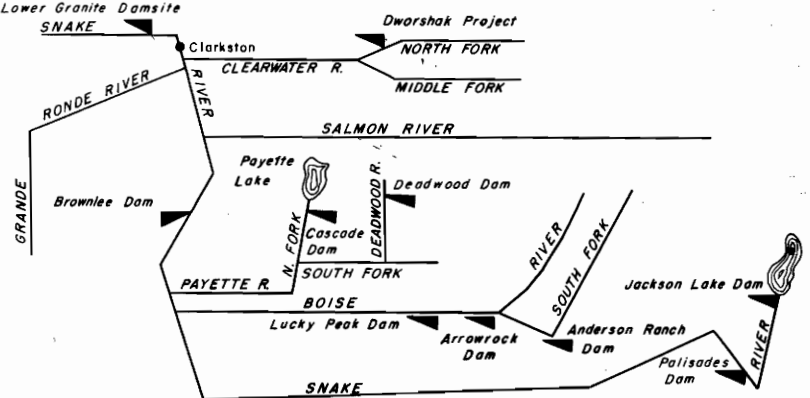 Lower Granite Damsite
SNAKE
Dworshak Project
Clarkston
NORTH FORK
CLEARWATER R.
MIDDLE FORK
RONDE RIVER
RIVER
SALMON RIVER
Payette
Lake
DEADWOOD R.
Deadwood Dam
Brownlee Dam
GRANDE
N. FORK
Cascade
Dam
RIVER
SOUTH FORK
SOUTH FORK
PAYETTE R.
Jackson Lake Dam
BOISE
Lucky Peak Dam
Arrowrock
Dam
Anderson Ranch
Dam
RIVER
Palisades
Dam
SNAKE